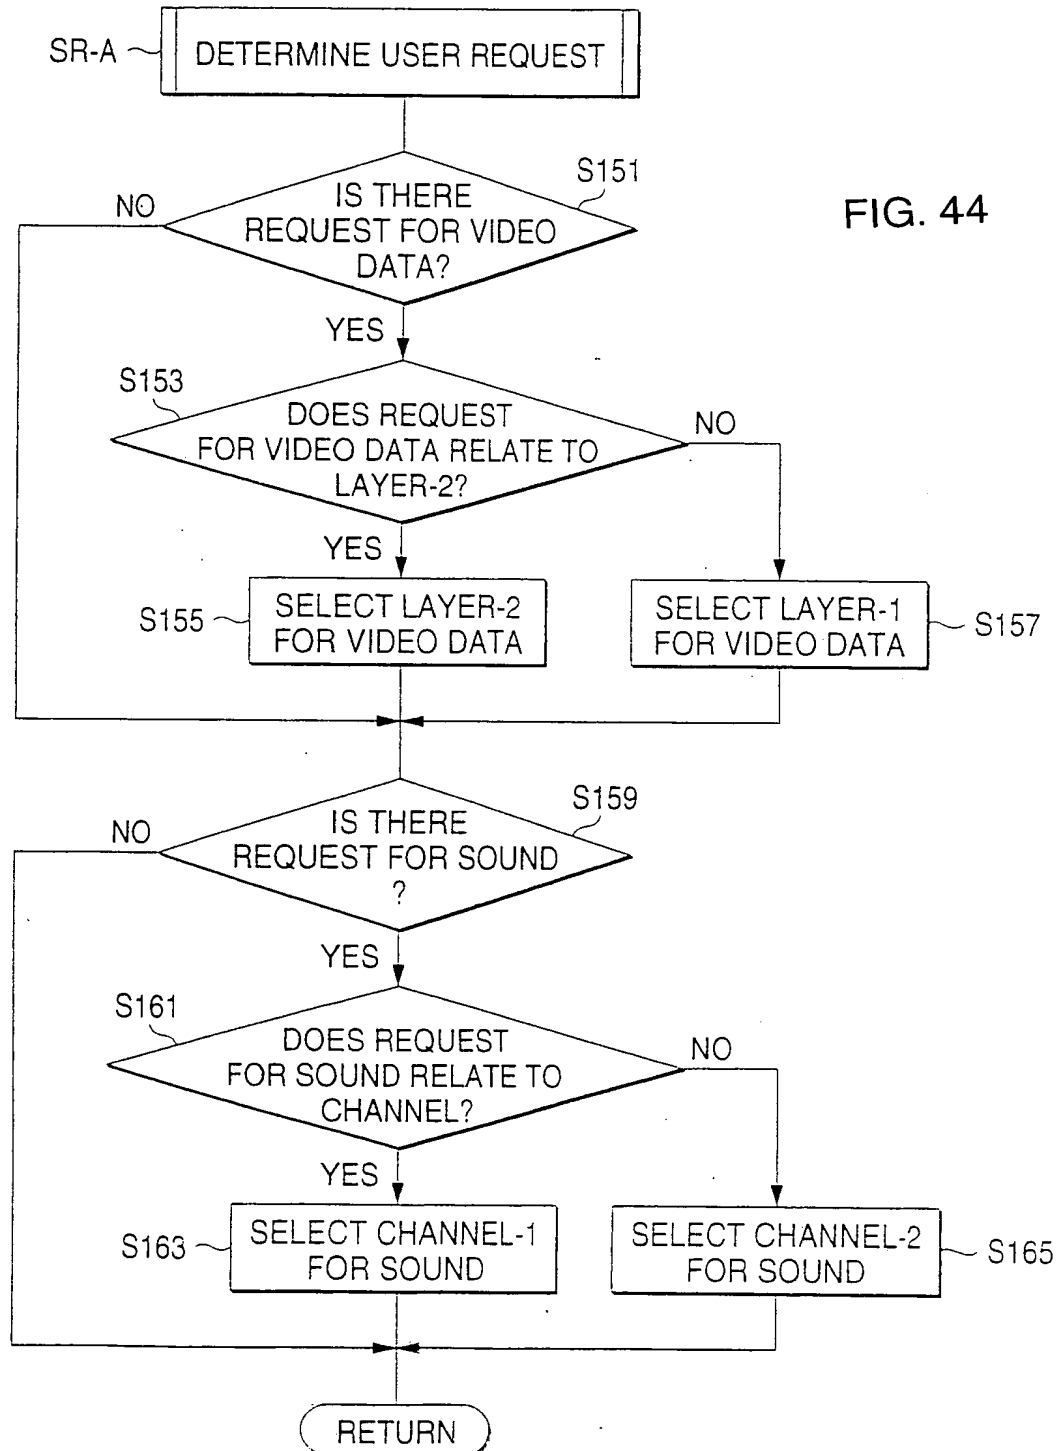 SR-A
DETERMINE USER REQUEST
S151
IS THERE
REQUEST FOR VIDEO
DATA?
NO
FIG. 44
YES
S153
DOES REQUEST
FOR VIDEO DATA RELATE TO
LAYER-2?
NO
YES
S155
SELECT LAYER-2
FOR VIDEO DATA
SELECT LAYER-1
FOR VIDEO DATA
S157
S159
IS THERE
REQUEST FOR SOUND
?
NO
YES
S161
DOES REQUEST
FOR SOUND RELATE TO
CHANNEL?
NO
YES
S163
SELECT CHANNEL-1
FOR SOUND
SELECT CHANNEL-2
FOR SOUND
S165
RETURN